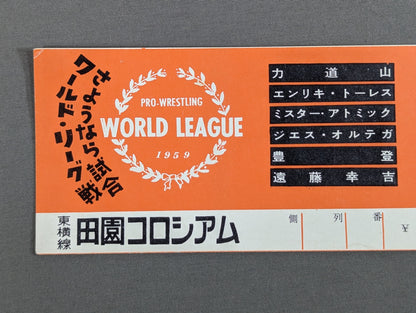 さようなら試合
ワールド・リーグ戦
PRO-WRESTLING
WORLD LEAGUE
1959
力道山
エンリキ・トーレス
ミスター・アトミック
ジエス・オルテガ
豊登
遠藤幸吉
東横線 田園コロシアム
側 列 番 ¥